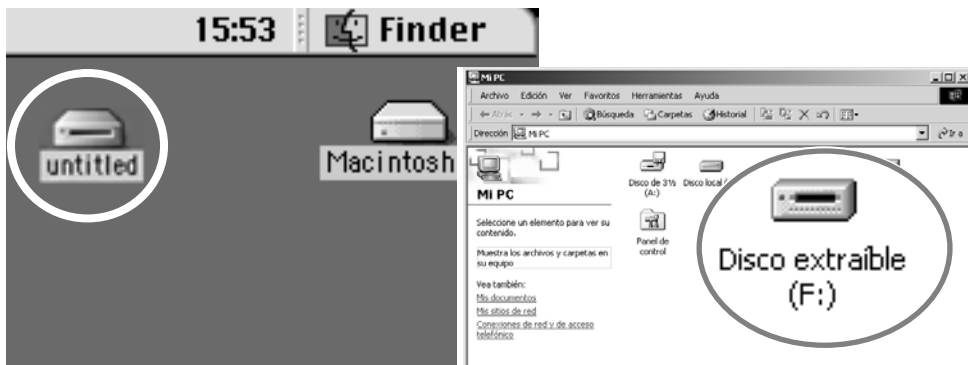 15:53 Finder
untitled
Macintosh
Mi PC
Archivo Edición Ver Favoritos Herramientas Ayuda
Atrás Búsqueda Carpetas Historial
Dirección Mi PC Ir a
Mi PC
Seleccione un elemento para ver su
contenido.
Muestra los archivos y carpetas en
su equipo
Vea también:
Mis documentos
Mis sitios de red
Conexiones de red y de acceso
telefónico
Disco de 3½
(A:)
Disco local
Panel de
control
Disco extraíble
(F:)